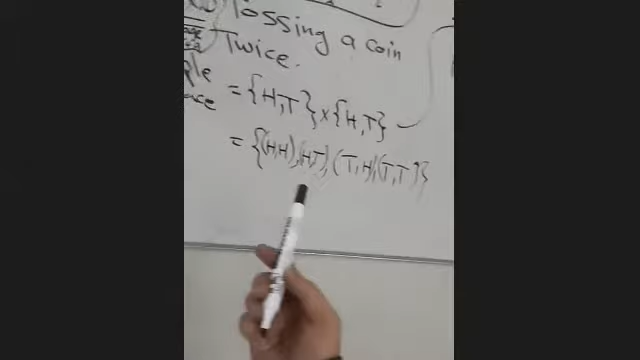 Tossing a coin
Twice.
= {H,T} x {H,T}
= {(H,H),(H,T),(T,H),(T,T)}